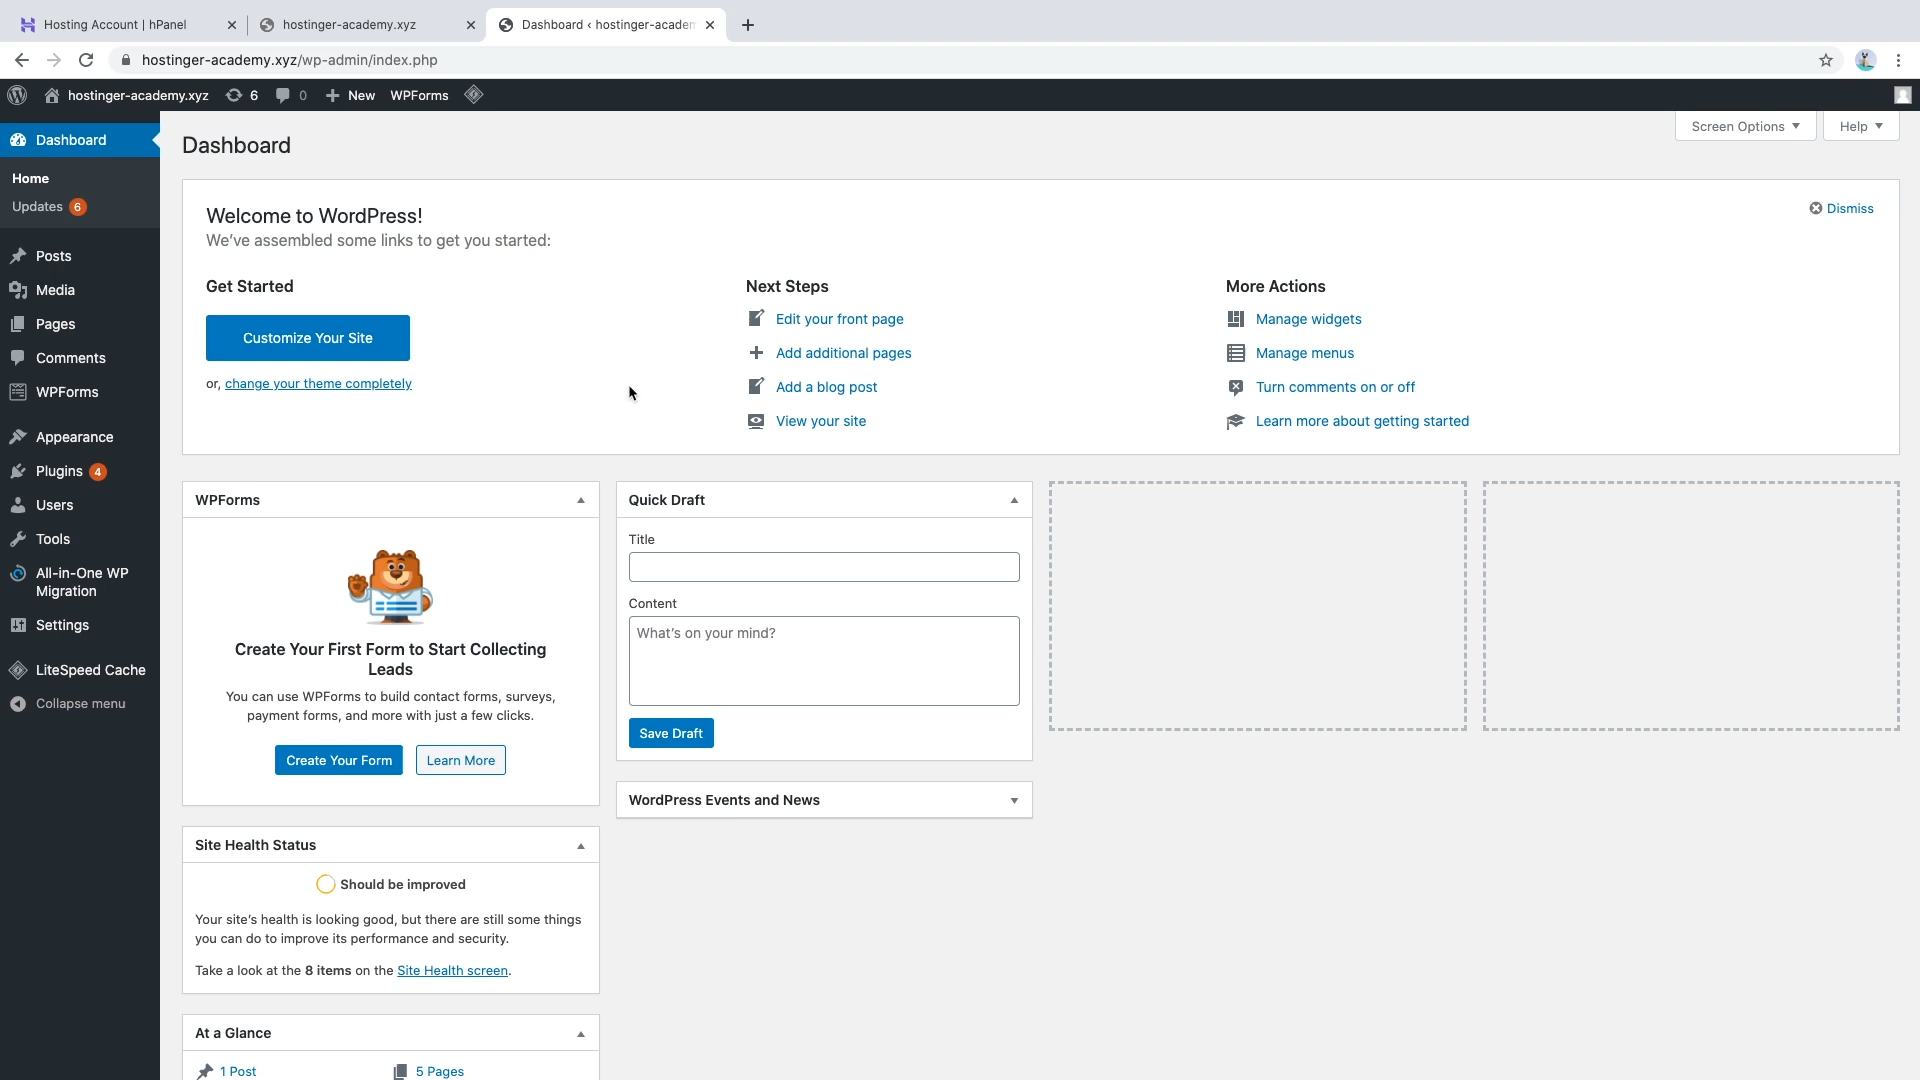 Hosting Account | hPanel
hostinger-academy.xyz
Dashboard ‹ hostinger-academ
hostinger-academy.xyz/wp-admin/index.php
hostinger-academy.xyz
6
0
New
WPForms
Screen Options
Help
Dashboard
Home
Updates 6
Posts
Media
Pages
Comments
WPForms
Appearance
Plugins 4
Users
Tools
All-in-One WP
Migration
Settings
LiteSpeed Cache
Collapse menu
Dashboard
Welcome to WordPress!
We've assembled some links to get you started:
Dismiss
Get Started
Customize Your Site
or, change your theme completely
Next Steps
Edit your front page
Add additional pages
Add a blog post
View your site
More Actions
Manage widgets
Manage menus
Turn comments on or off
Learn more about getting started
WPForms
Create Your First Form to Start Collecting
Leads
You can use WPForms to build contact forms, surveys,
payment forms, and more with just a few clicks.
Create Your Form
Learn More
Site Health Status
Should be improved
Your site's health is looking good, but there are still some things
you can do to improve its performance and security.
Take a look at the 8 items on the Site Health screen.
At a Glance
1 Post
5 Pages
Quick Draft
Title
Content
What's on your mind?
Save Draft
WordPress Events and News